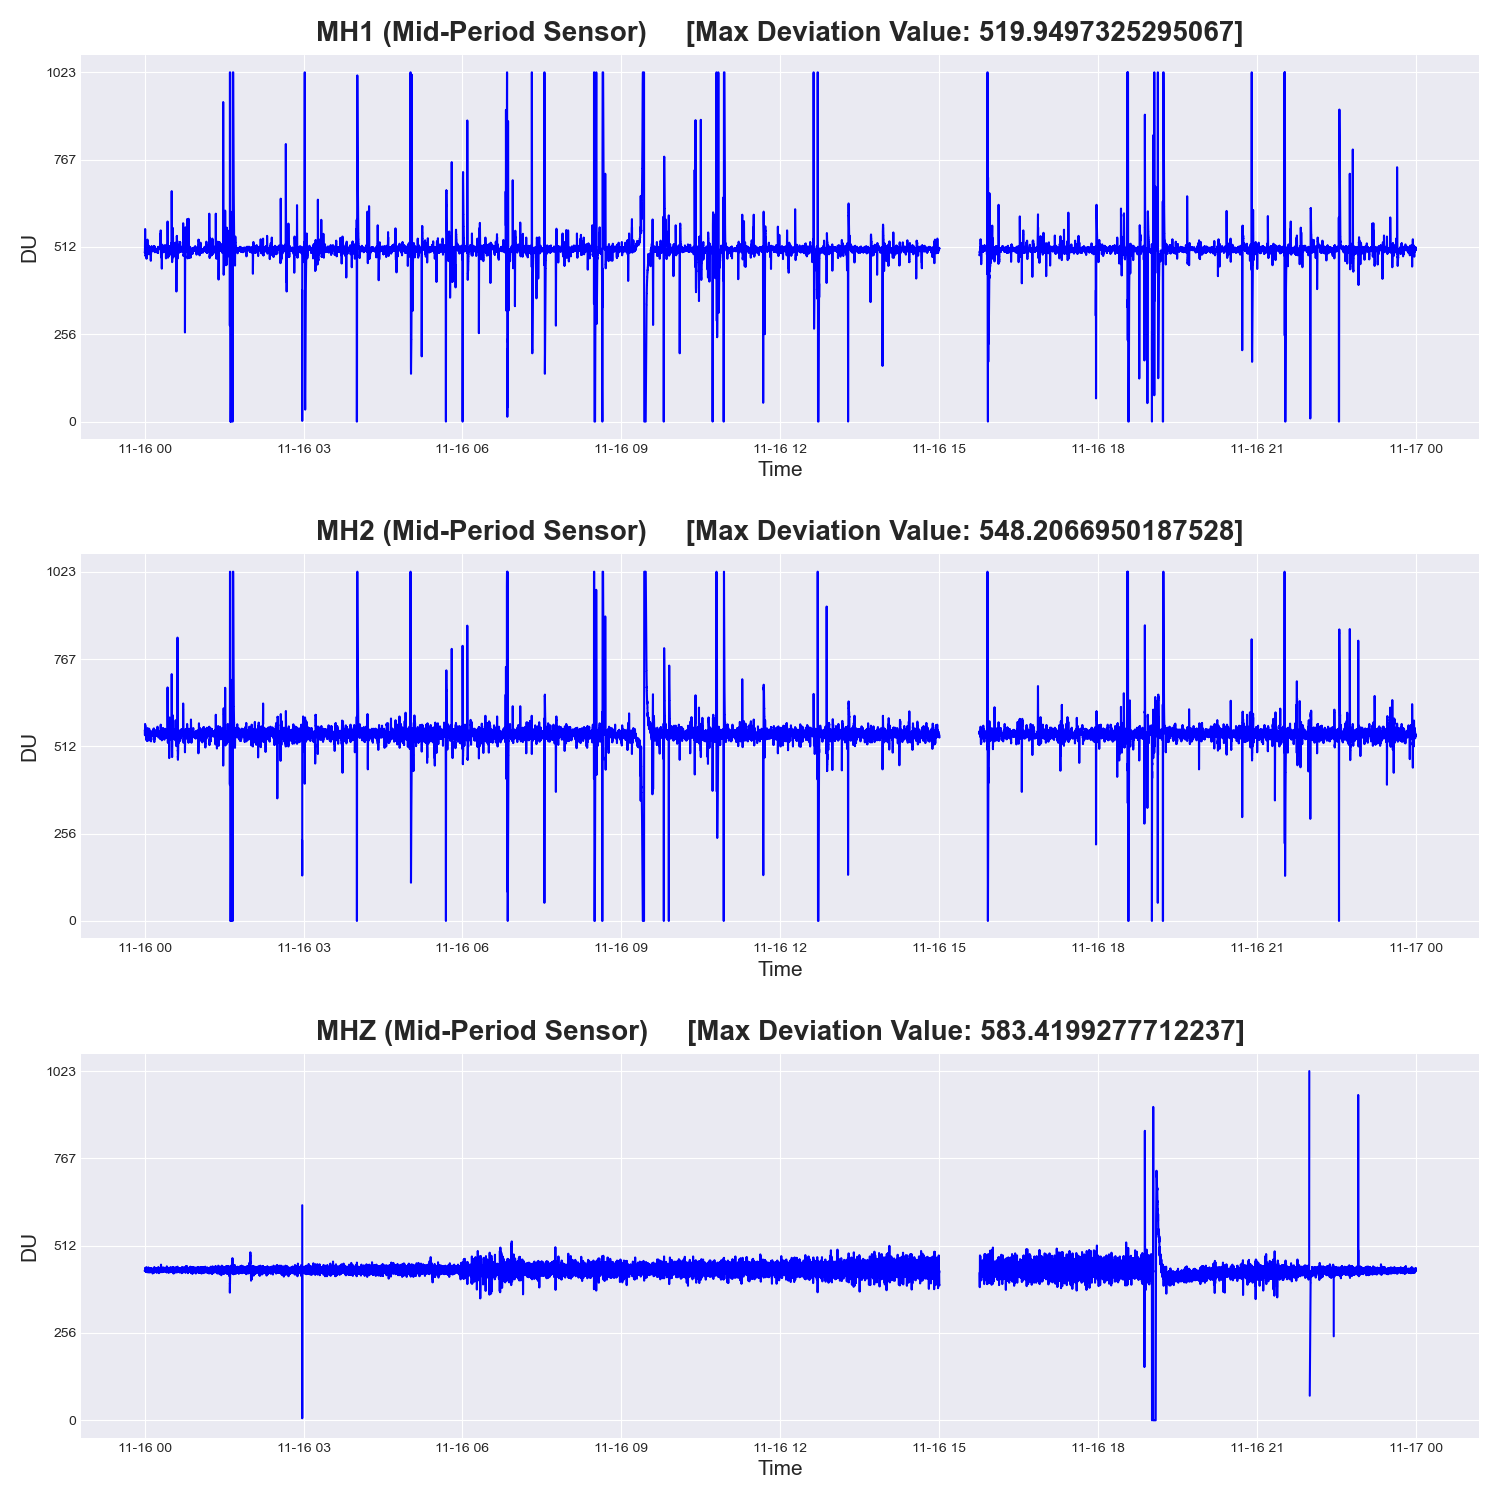 MH1 (Mid-Period Sensor) [Max Deviation Value: 519.9497325295067]
1023
767
512
256
0
DU
11-16 00 11-16 03 11-16 06 11-16 09 11-16 12 11-16 15 11-16 18 11-16 21 11-17 00
Time
MH2 (Mid-Period Sensor) [Max Deviation Value: 548.2066950187528]
1023
767
512
256
0
DU
11-16 00 11-16 03 11-16 06 11-16 09 11-16 12 11-16 15 11-16 18 11-16 21 11-17 00
Time
MHZ (Mid-Period Sensor) [Max Deviation Value: 583.4199277712237]
1023
767
512
256
0
DU
11-16 00 11-16 03 11-16 06 11-16 09 11-16 12 11-16 15 11-16 18 11-16 21 11-17 00
Time